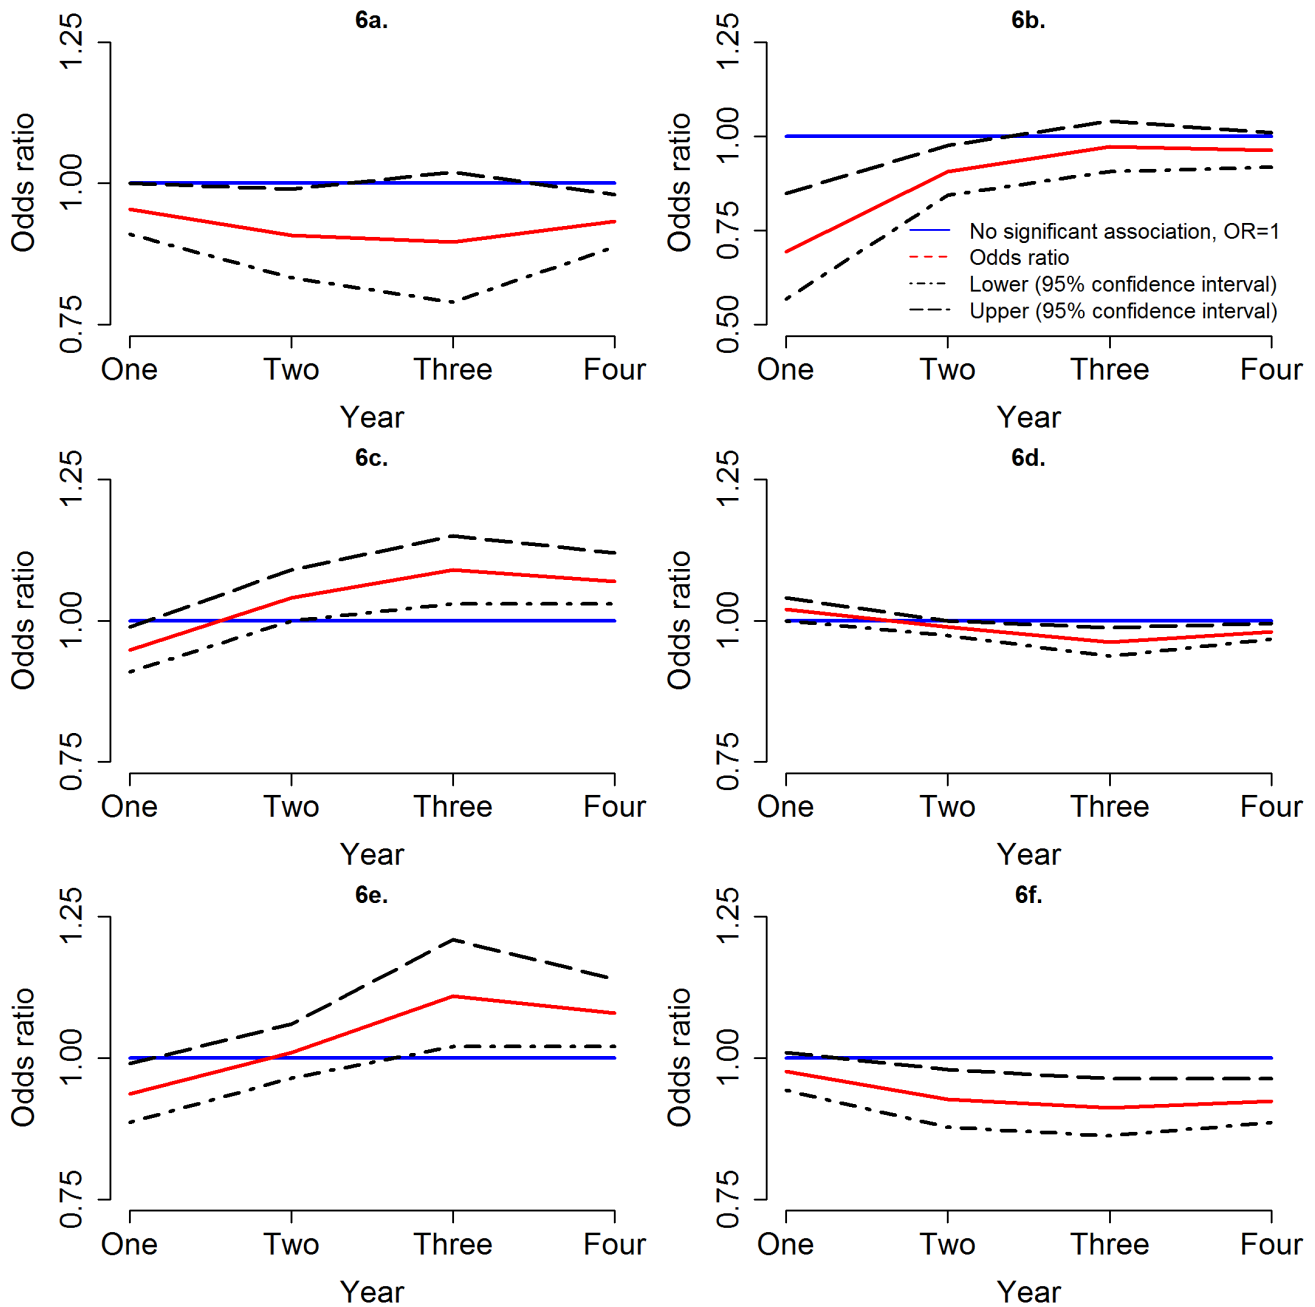 6a.
1.25
1.00
0.75
Odds ratio
One Two Three Four
Year
6b.
1.25
1.00
0.75
0.50
Odds ratio
No significant association, OR=1
Odds ratio
Lower (95% confidence interval)
Upper (95% confidence interval)
One Two Three Four
Year
6c.
1.25
1.00
0.75
Odds ratio
One Two Three Four
Year
6d.
1.25
1.00
0.75
Odds ratio
One Two Three Four
Year
6e.
1.25
1.00
0.75
Odds ratio
One Two Three Four
Year
6f.
1.25
1.00
0.75
Odds ratio
One Two Three Four
Year